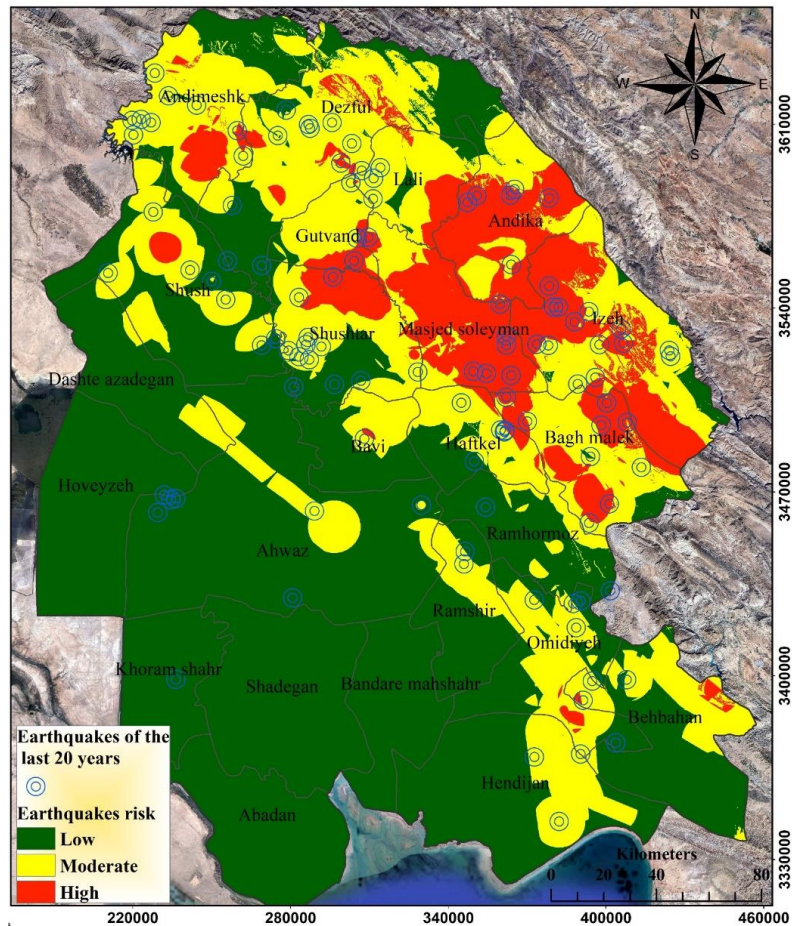 N
W
E
S
Andimeshk
Dezful
Lali
Andika
Gutvand
Shush
Shushtar
Masjed soleyman
Izeh
Dashte azadegan
Bavi
Haftkel
Bagh malek
Hoveyzeh
Ahwaz
Ramhormoz
Ramshir
Omidiyeh
Khoram shahr
Shadegan
Bandare mahshahr
Behbahan
Hendijan
Abadan
Earthquakes of the
last 20 years
Earthquakes risk
Low
Moderate
High
Kilometers
0 10 20 40 60 80
220000 280000 340000 400000 460000
3610000
3540000
3470000
3400000
3330000